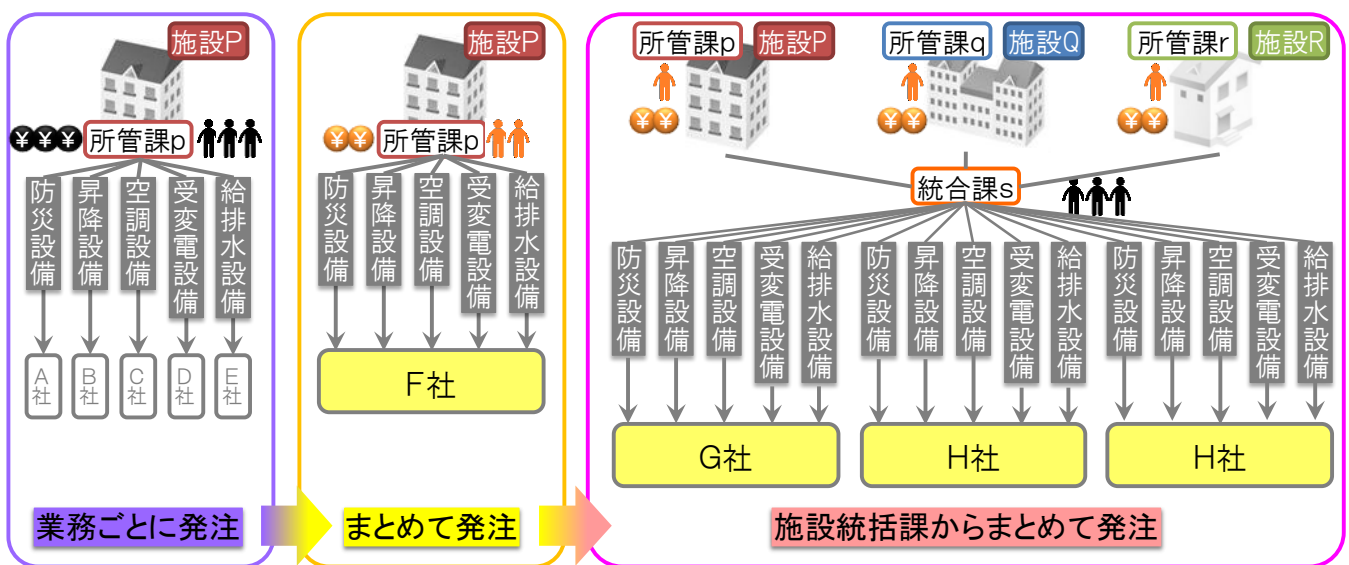 施設P
¥¥¥
所管課p
防災設備
昇降設備
空調設備
受変電設備
給排水設備
A社
B社
C社
D社
E社
業務ごとに発注
施設P
¥¥
所管課p
防災設備
昇降設備
空調設備
受変電設備
給排水設備
F社
まとめて発注
所管課p
施設P
¥¥
所管課q
施設Q
¥¥
所管課r
施設R
¥¥
統合課s
防災設備
昇降設備
空調設備
受変電設備
給排水設備
防災設備
昇降設備
空調設備
受変電設備
給排水設備
防災設備
昇降設備
空調設備
受変電設備
給排水設備
G社
H社
H社
施設統括課からまとめて発注